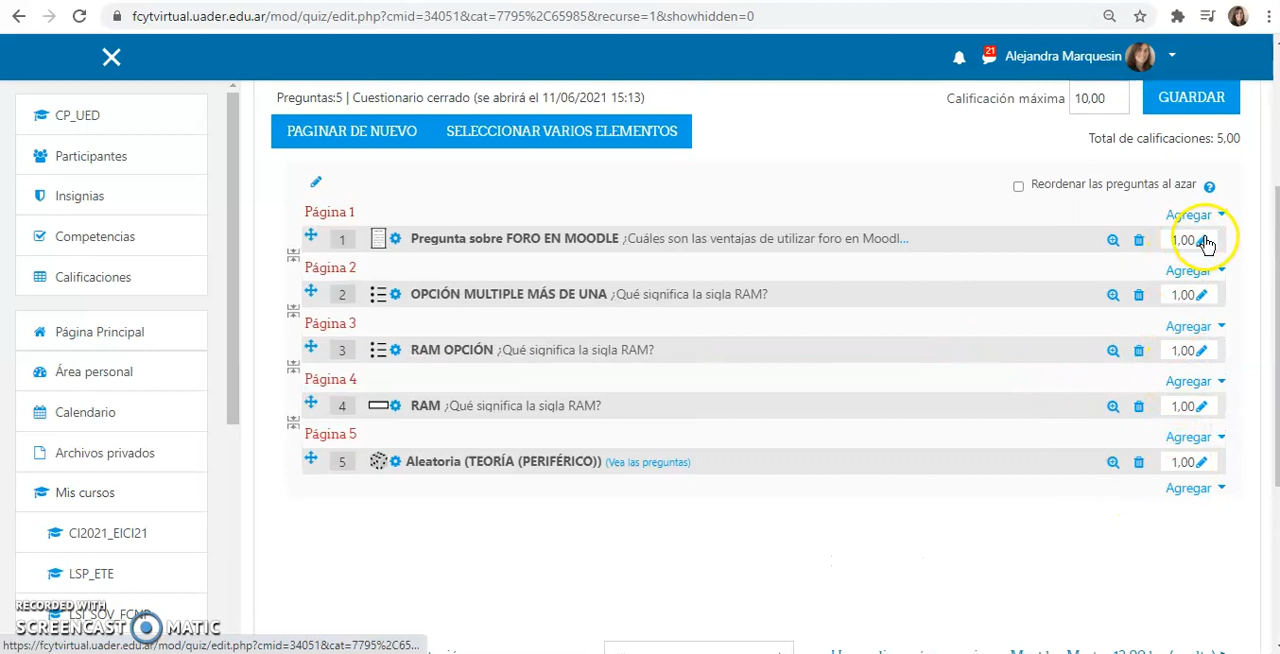 fcytvirtual.uader.edu.ar/mod/quiz/edit.php?cmid=34051&cat=7795%2C65985&recurse=1&showhidden=0
21
Alejandra Marquesin
CP_UED
Participantes
Insignias
Competencias
Calificaciones
Página Principal
Área personal
Calendario
Archivos privados
Mis cursos
CI2021_EICI21
LSP_ETE
LSI_SOV_FCNP
Preguntas:5 | Cuestionario cerrado (se abrirá el 11/06/2021 15:13)
Calificación máxima 10,00 GUARDAR
PAGINAR DE NUEVO SELECCIONAR VARIOS ELEMENTOS
Total de calificaciones: 5,00
Reordenar las preguntas al azar ?
Página 1 Agregar
1 Pregunta sobre FORO EN MOODLE ¿Cuáles son las ventajas de utilizar foro en Moodl... 1,00
Página 2 Agregar
2 OPCIÓN MULTIPLE MÁS DE UNA ¿Qué significa la sigla RAM? 1,00
Página 3 Agregar
3 RAM OPCIÓN ¿Qué significa la sigla RAM? 1,00
Página 4 Agregar
4 RAM ¿Qué significa la sigla RAM? 1,00
Página 5 Agregar
5 Aleatoria (TEORÍA (PERIFÉRICO)) (Vea las preguntas) 1,00
Agregar
RECORDED WITH
SCREENCAST MATIC
https://fcytvirtual.uader.edu.ar/mod/quiz/edit.php?cmid=34051&cat=7795%2C65...